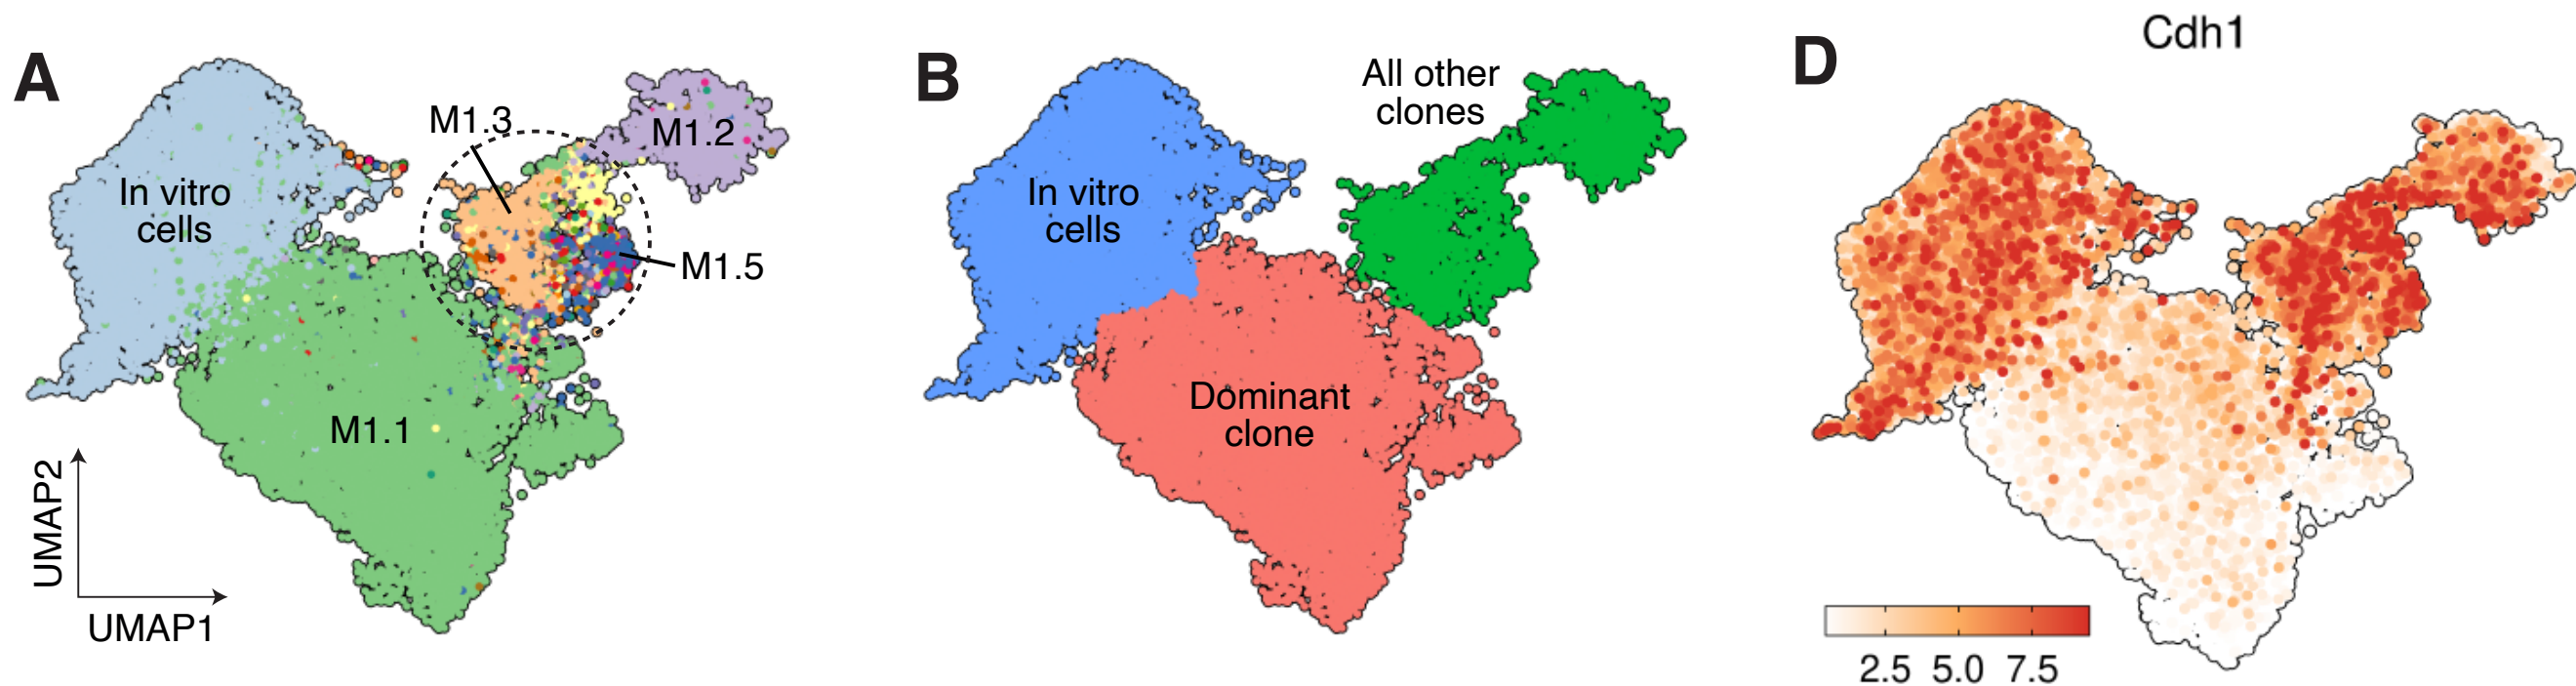 A
In vitro
cells
M1.3
M1.2
M1.5
M1.1
UMAP2
UMAP1
B
All other
clones
In vitro
cells
Dominant
clone
D
Cdh1
2.5 5.0 7.5